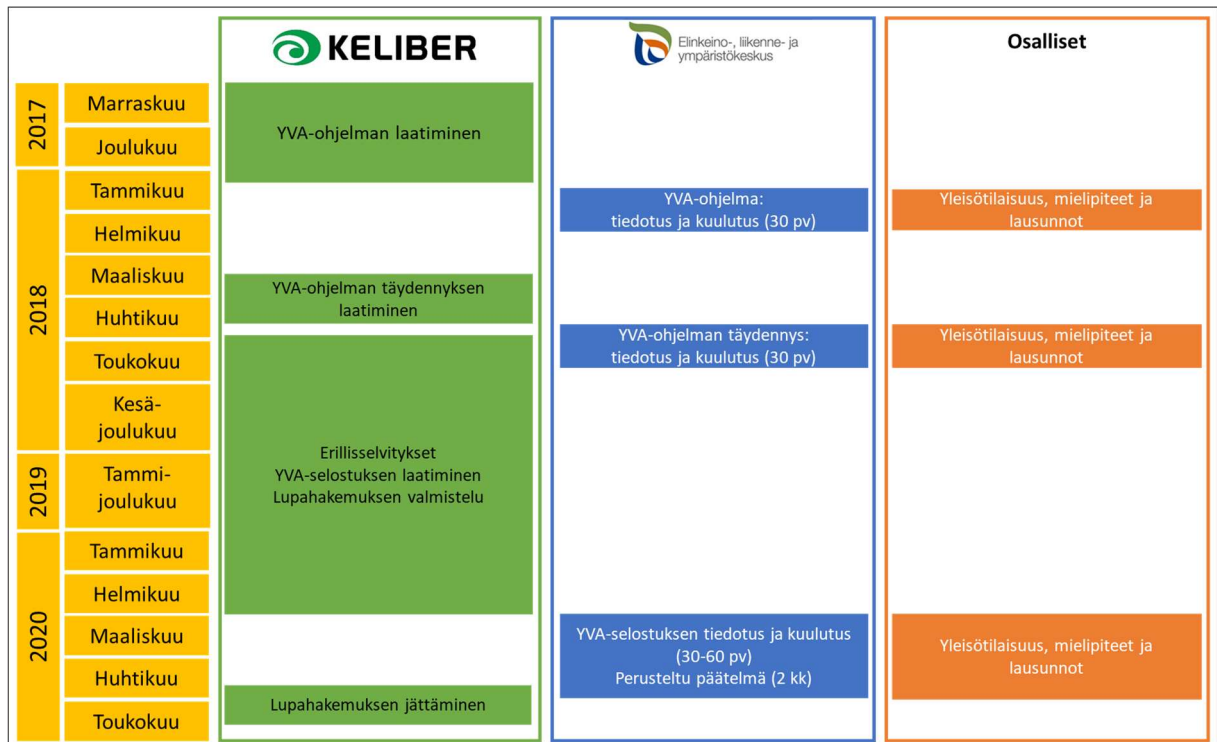 KELIBER
Elinkeino-, liikenne- ja
ympäristökeskus
Osalliset
2017
Marraskuu
Joulukuu
YVA-ohjelman laatiminen
2018
Tammikuu
Helmikuu
Maaliskuu
Huhtikuu
Toukokuu
Kesä-
joulukuu
YVA-ohjelma:
tiedotus ja kuulutus (30 pv)
Yleisötilaisuus, mielipiteet ja
lausunnot
YVA-ohjelman täydennyksen
laatiminen
YVA-ohjelman täydennys:
tiedotus ja kuulutus (30 pv)
Yleisötilaisuus, mielipiteet ja
lausunnot
2019
Tammi-
joulukuu
Erillisselvitykset
YVA-selostuksen laatiminen
Lupahakemuksen valmistelu
2020
Tammikuu
Helmikuu
Maaliskuu
Huhtikuu
Toukokuu
YVA-selostuksen tiedotus ja kuulutus
(30-60 pv)
Perusteltu päätelmä (2 kk)
Yleisötilaisuus, mielipiteet ja
lausunnot
Lupahakemuksen jättäminen